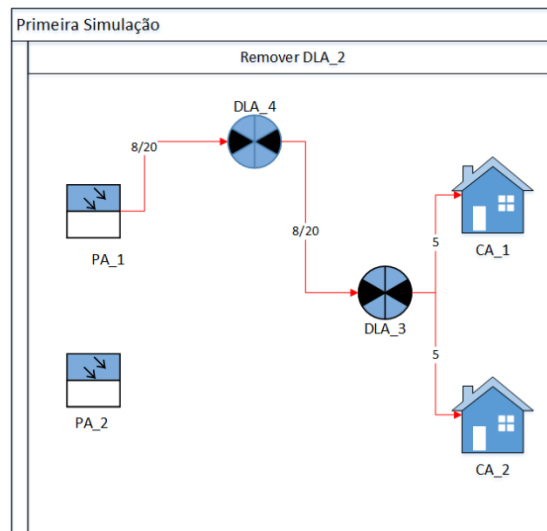 Primeira Simulação
Remover DLA_2
DLA_4
8/20
PA_1
8/20
5
CA_1
DLA_3
5
PA_2
CA_2